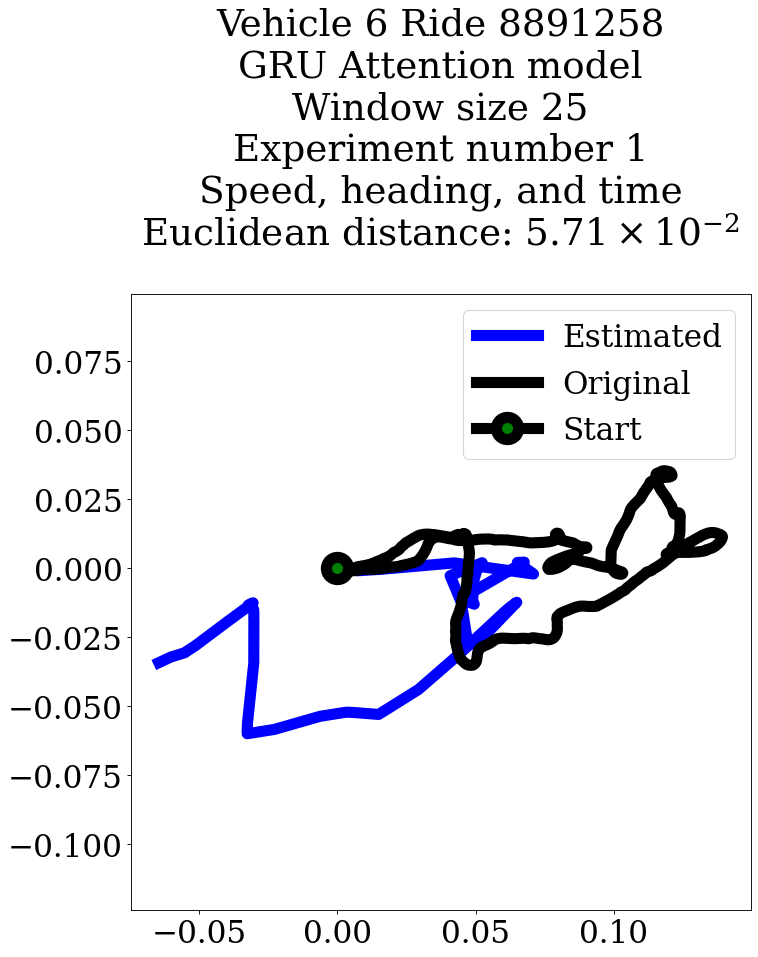 Vehicle 6 Ride 8891258
GRU Attention model
Window size 25
Experiment number 1
Speed, heading, and time
Euclidean distance: 5.71 × 10⁻²
Estimated
Original
Start
0.075
0.050
0.025
0.000
−0.025
−0.050
−0.075
−0.100
−0.05 0.00 0.05 0.10